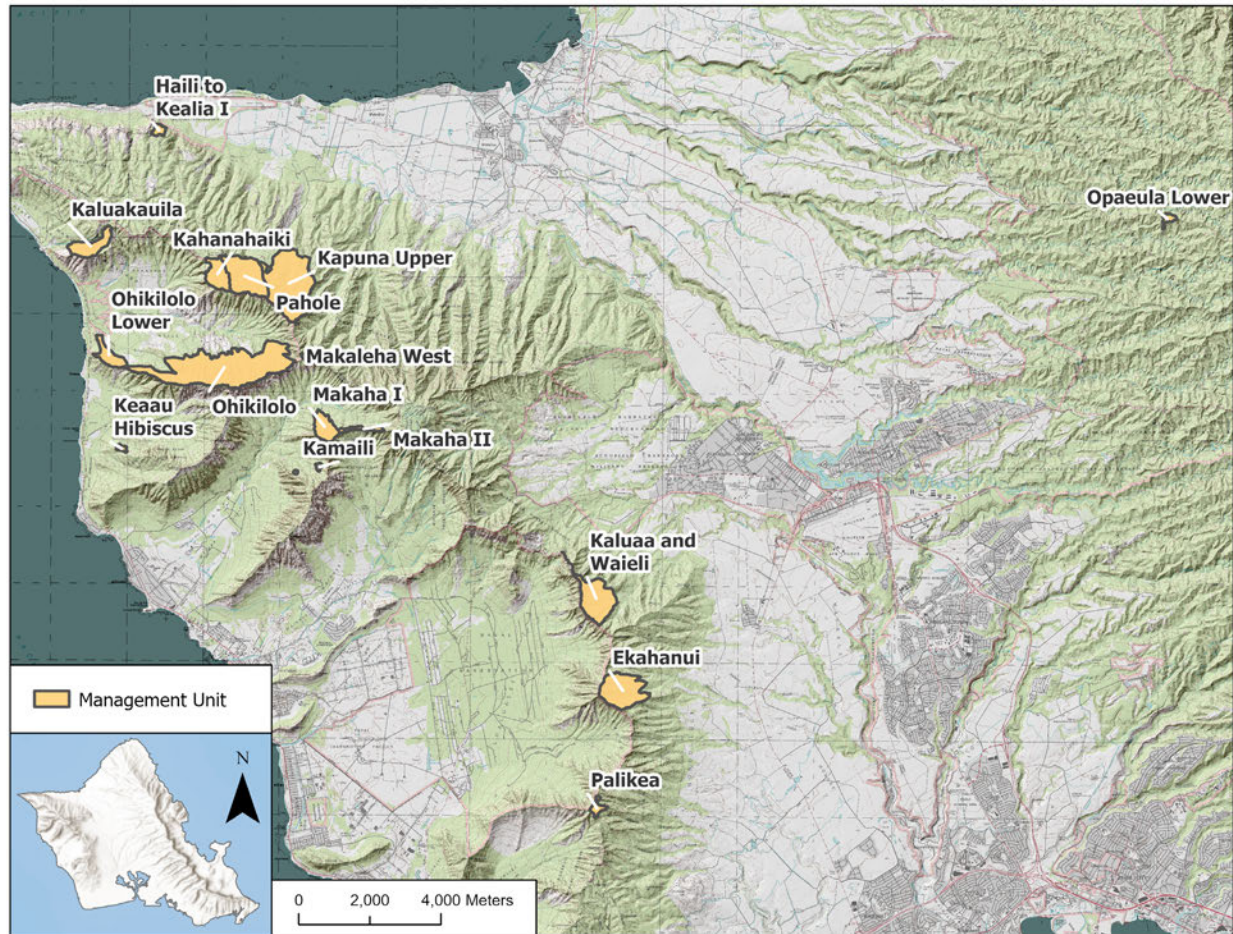 Haili to
Kealia I
Kaluakauila
Opaeula Lower
Kahanahaiki
Kapuna Upper
Pahole
Ohikilolo
Lower
Makaleha West
Ohikilolo
Makaha I
Keaau
Hibiscus
Kamaili
Makaha II
Kaluaa and
Waieli
Ekahanui
Palikea
Management Unit
N
0 2,000 4,000 Meters